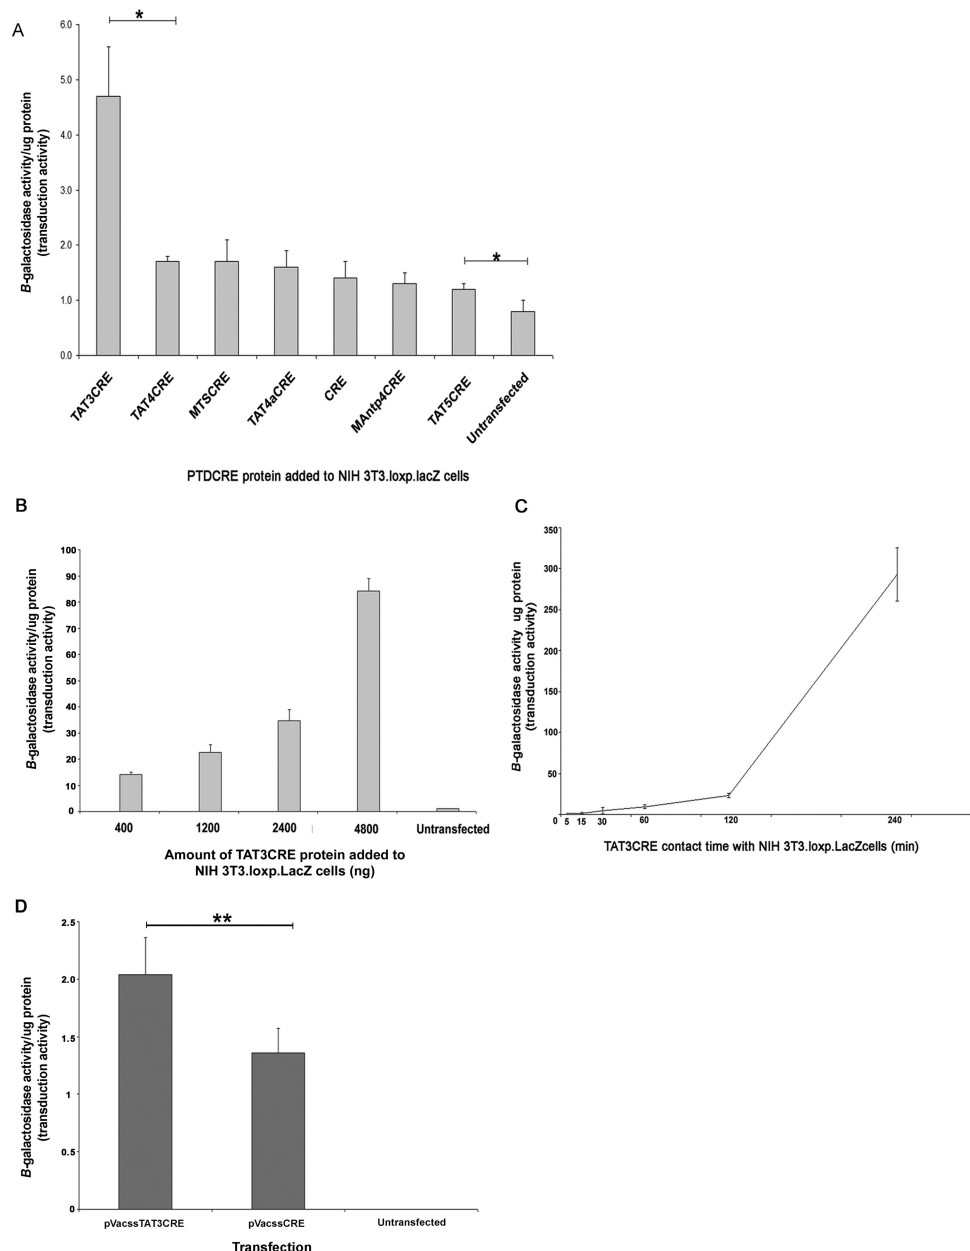 A
*
*
6.0
5.0
4.0
3.0
2.0
1.0
0.0
B-galactosidase activity/ug protein
(transduction activity)
TAT3CRE
TAT4CRE
MTSCRE
TAT4aCRE
CRE
MAntp4CRE
TAT5CRE
Untransfected
PTDCRE protein added to NIH 3T3.loxp.lacZ cells
B
100
90
80
70
60
50
40
30
20
10
0
B-galactosidase activity/ug protein
(transduction activity)
400 1200 2400 4800 Untransfected
Amount of TAT3CRE protein added to
NIH 3T3.loxp.LacZ cells (ng)
C
350
300
250
200
150
100
50
B-galactosidase activity ug protein
(transduction activity)
0 5 15 30 60 120 240
TAT3CRE contact time with NIH 3T3.loxp.LacZcells (min)
D
**
2.5
2.0
1.5
1
0.5
0
B-galactosidase activity/ug protein
(transduction activity)
pVacssTAT3CRE pVacssCRE Untransfected
Transfection